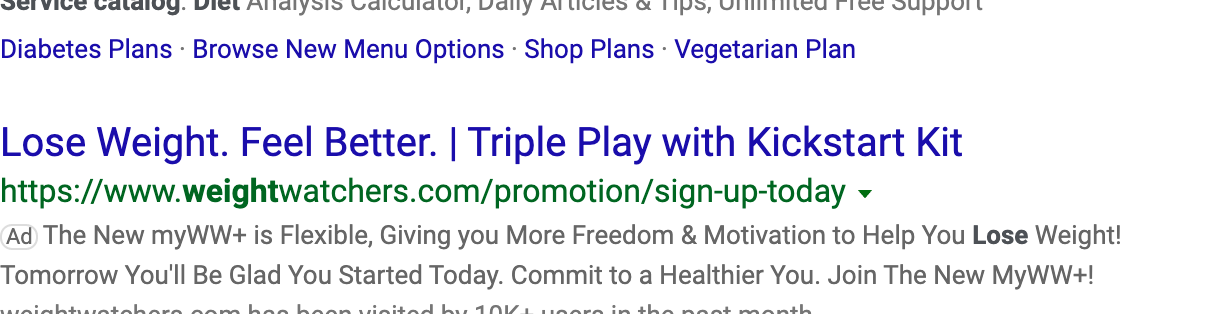 Service catalog: Diet Analysis Calculator, Daily Articles & Tips, Unlimited Free Support
Diabetes Plans · Browse New Menu Options · Shop Plans · Vegetarian Plan
Lose Weight. Feel Better. | Triple Play with Kickstart Kit
https://www.weightwatchers.com/promotion/sign-up-today
Ad The New myWW+ is Flexible, Giving you More Freedom & Motivation to Help You Lose Weight!
Tomorrow You'll Be Glad You Started Today. Commit to a Healthier You. Join The New MyWW+!
weightwatchers.com has been visited by 10K+ users in the past month